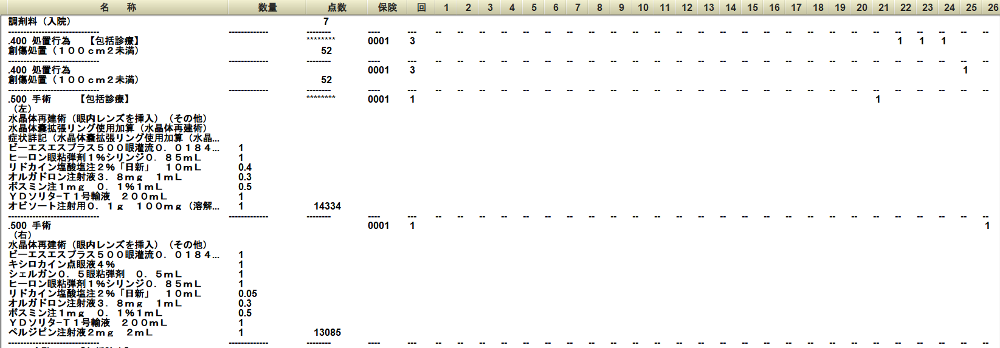 名　称 数量 点数 保険 回 1 2 3 4 5 6 7 8 9 10 11 12 13 14 15 16 17 18 19 20 21 22 23 24 25 26
調剤料（入院） 7
------------------------------ ------------- -------- ---- --- -- -- -- -- -- -- -- -- -- -- -- -- -- -- -- -- -- -- -- -- -- -- -- -- -- --
.400 処置行為　【包括診療】 ******** 0001 3 1 1 1
創傷処置（１００ｃｍ２未満） 52
------------------------------ ------------- -------- ---- --- -- -- -- -- -- -- -- -- -- -- -- -- -- -- -- -- -- -- -- -- -- -- -- -- -- --
.400 処置行為 0001 3 1
創傷処置（１００ｃｍ２未満） 52
------------------------------ ------------- -------- ---- --- -- -- -- -- -- -- -- -- -- -- -- -- -- -- -- -- -- -- -- -- -- -- -- -- -- --
.500 手術　　【包括診療】 ******** 0001 1 1
（左）
水晶体再建術（眼内レンズを挿入）（その他）
水晶体嚢拡張リング使用加算（水晶体再建術）
症状詳記（水晶体嚢拡張リング使用加算（水晶...
ビーエスエスプラス５００眼灌流０．０１８４... 1
ヒーロン眼粘弾剤１％シリンジ０．８５ｍＬ 1
リドカイン塩酸塩注２％「日新」　１０ｍＬ 0.4
オルガドロン注射液３．８ｍｇ　１ｍＬ 0.3
ボスミン注１ｍｇ　０．１％１ｍＬ 0.5
ＹＤソリタ−Ｔ１号輸液　２００ｍＬ 1
オビソート注射用０．１ｇ　１００ｍｇ（溶解... 1 14334
------------------------------ ------------- -------- ---- --- -- -- -- -- -- -- -- -- -- -- -- -- -- -- -- -- -- -- -- -- -- -- -- -- -- --
.500 手術 0001 1 1
（右）
水晶体再建術（眼内レンズを挿入）（その他）
ビーエスエスプラス５００眼灌流０．０１８４... 1
キシロカイン点眼液４％ 1
シェルガン０．５眼粘弾剤　０．５ｍＬ 1
ヒーロン眼粘弾剤１％シリンジ０．８５ｍＬ 1
リドカイン塩酸塩注２％「日新」　１０ｍＬ 0.05
オルガドロン注射液３．８ｍｇ　１ｍＬ 0.3
ボスミン注１ｍｇ　０．１％１ｍＬ 0.5
ＹＤソリタ−Ｔ１号輸液　２００ｍＬ 1
ペルジピン注射液２ｍｇ　２ｍＬ 1 13085
------------------------------ ------------- -------- ---- --- -- -- -- -- -- -- -- -- -- -- -- -- -- -- -- -- -- -- -- -- -- -- -- -- -- --